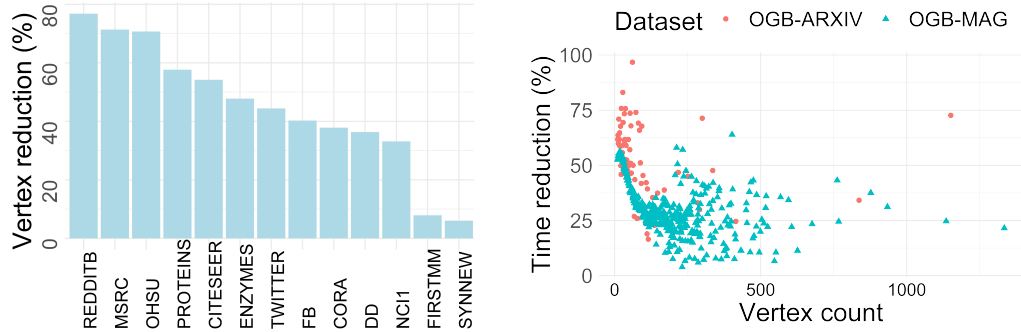 Vertex reduction (%)
80
60
40
20
0
REDDITB
MSRC
OHSU
PROTEINS
CITESEER
ENZYMES
TWITTER
FB
CORA
DD
NCI1
FIRSTMM
SYNNEW
Dataset OGB-ARXIV OGB-MAG
Time reduction (%)
100
75
50
25
0
0 500 1000
Vertex count